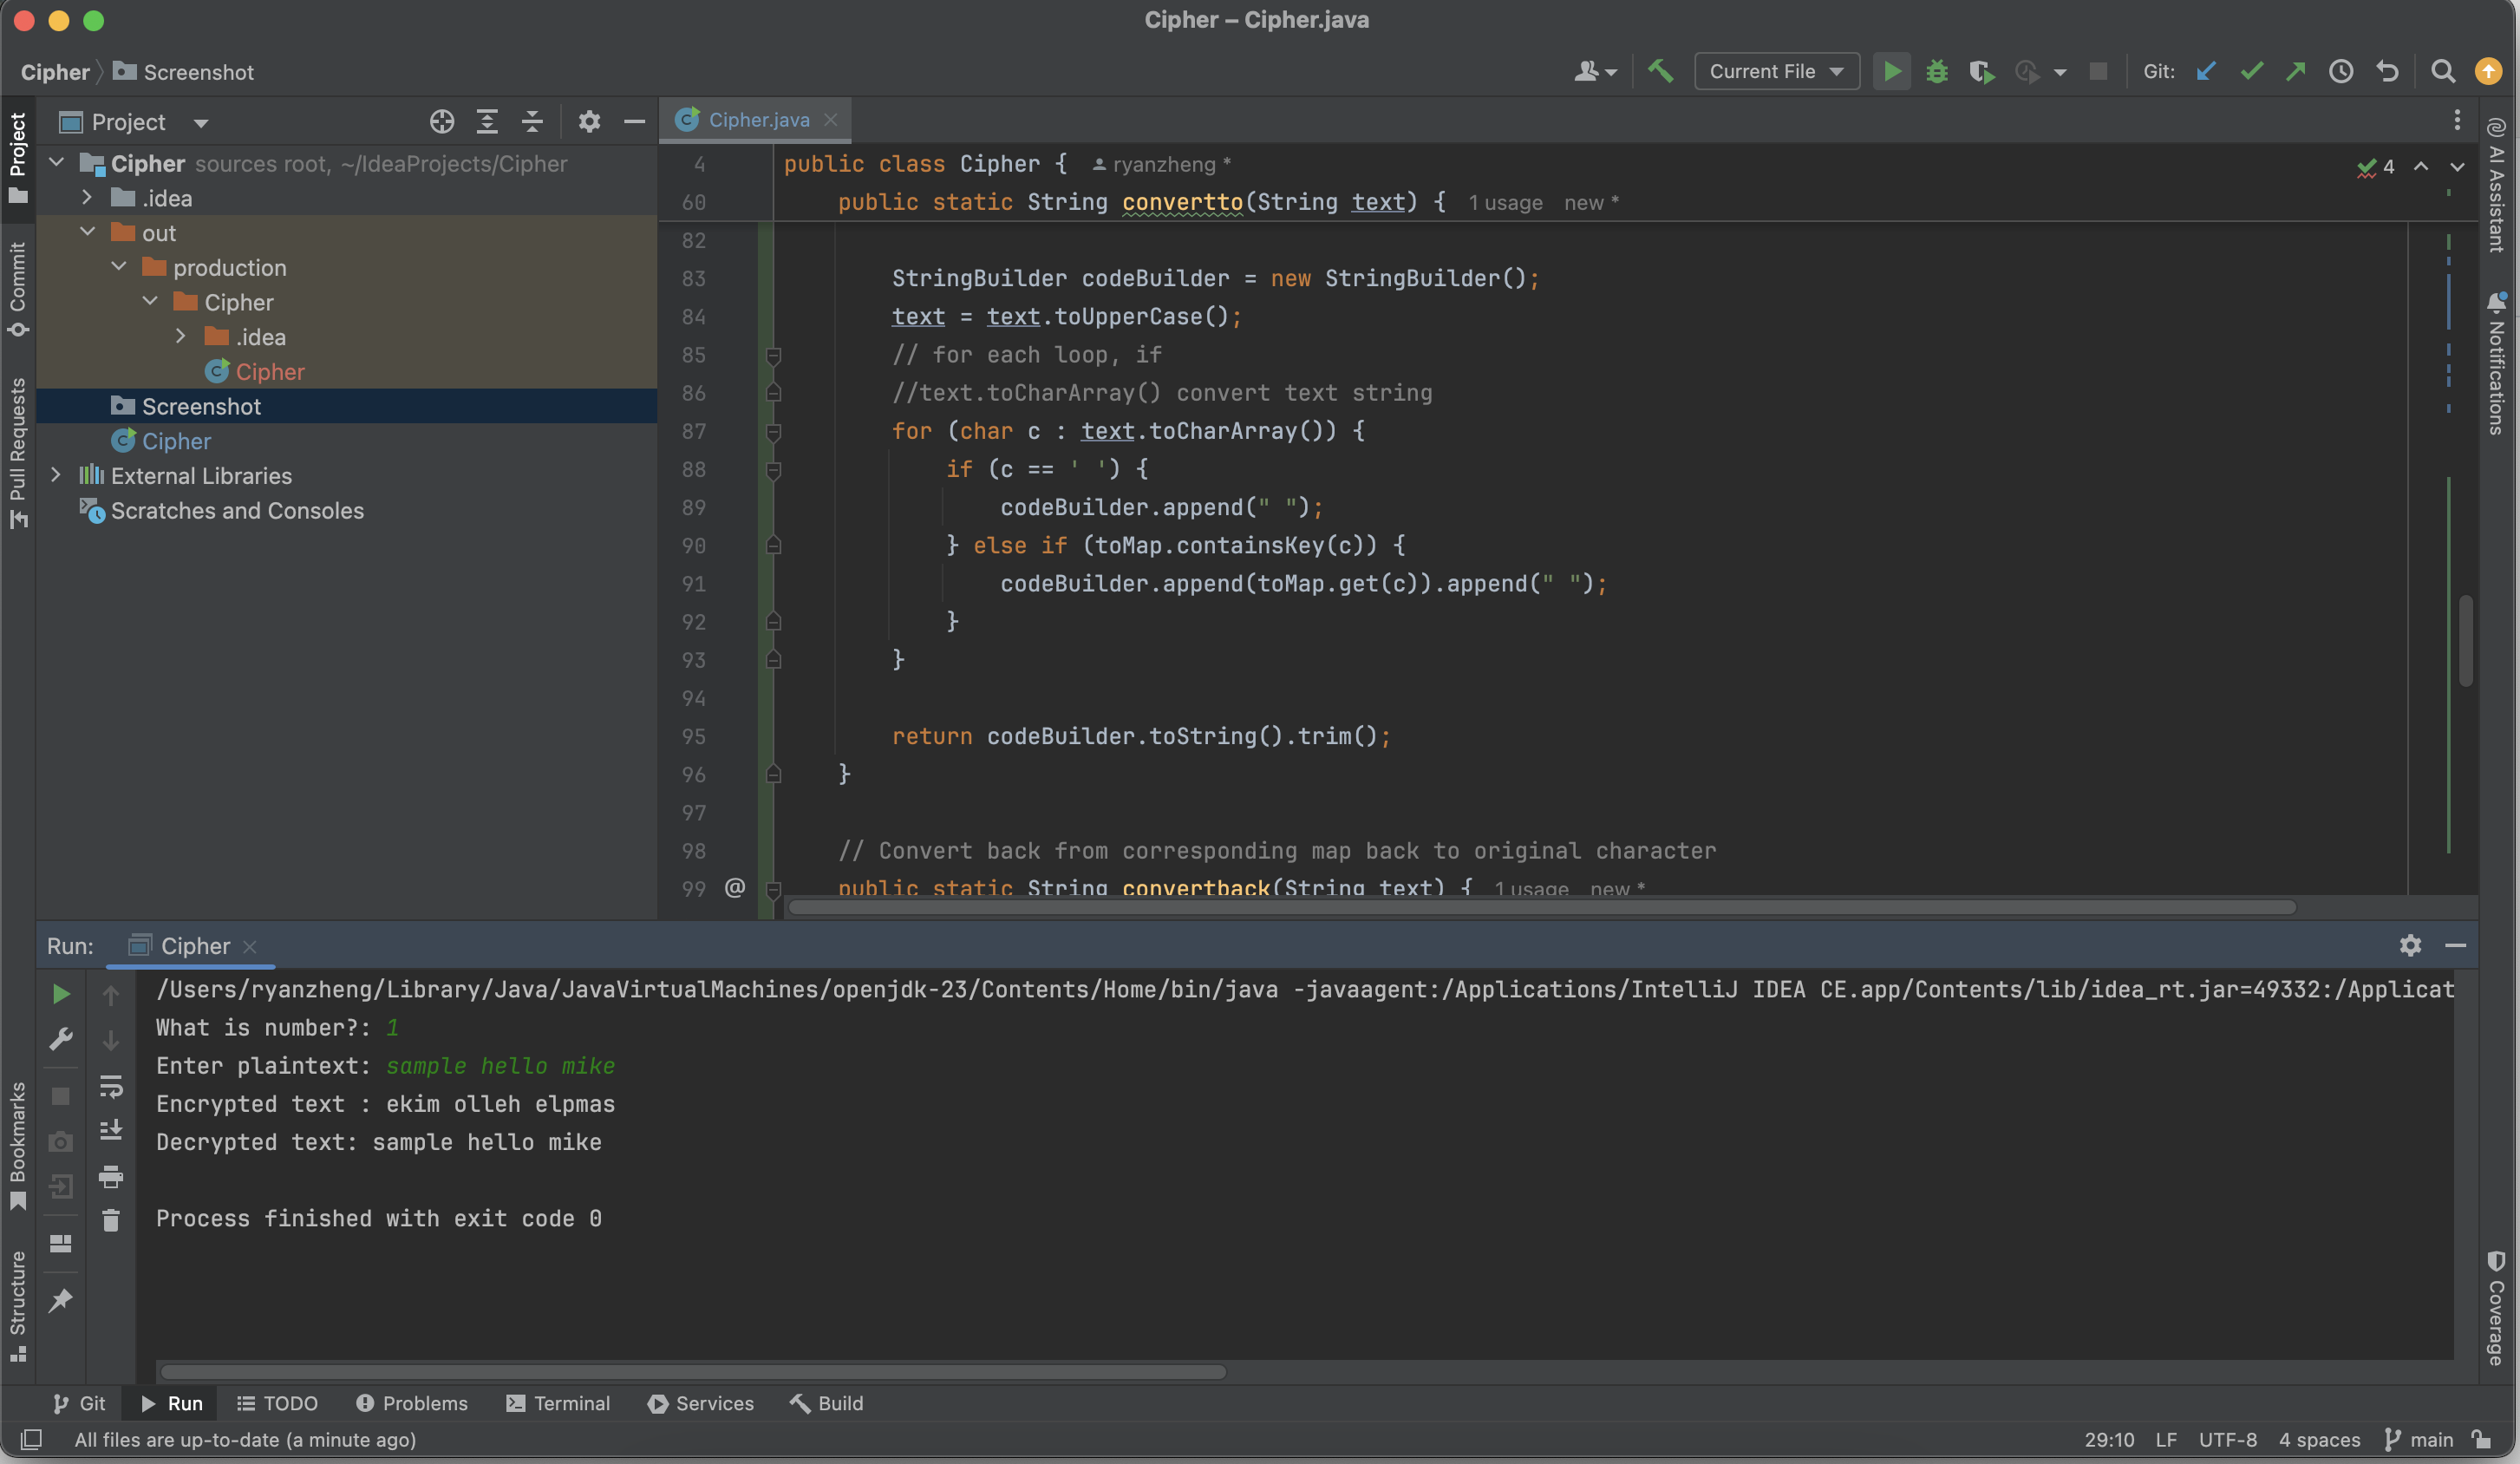 Cipher – Cipher.java
Cipher Screenshot
Current File
Git:
Project
Cipher.java
Cipher sources root, ~/IdeaProjects/Cipher
.idea
out
production
Cipher
.idea
Cipher
Screenshot
Cipher
External Libraries
Scratches and Consoles
Project
Commit
Pull Requests
Bookmarks
Structure
4 public class Cipher { ryanzheng *
4
60 public static String convertto(String text) { 1 usage new *
82
83 StringBuilder codeBuilder = new StringBuilder();
84 text = text.toUpperCase();
85 // for each loop, if
86 //text.toCharArray() convert text string
87 for (char c : text.toCharArray()) {
88 if (c == ' ') {
89 codeBuilder.append(" ");
90 } else if (toMap.containsKey(c)) {
91 codeBuilder.append(toMap.get(c)).append(" ");
92 }
93 }
94
95 return codeBuilder.toString().trim();
96 }
97
98 // Convert back from corresponding map back to original character
99 @ public static String convertback(String text) { 1 usage new *
AI Assistant
Notifications
Coverage
Run: Cipher
/Users/ryanzheng/Library/Java/JavaVirtualMachines/openjdk-23/Contents/Home/bin/java -javaagent:/Applications/IntelliJ IDEA CE.app/Contents/lib/idea_rt.jar=49332:/Applicat
What is number?: 1
Enter plaintext: sample hello mike
Encrypted text : ekim olleh elpmas
Decrypted text: sample hello mike
Process finished with exit code 0
Git Run TODO Problems Terminal Services Build
All files are up-to-date (a minute ago)
29:10 LF UTF-8 4 spaces main